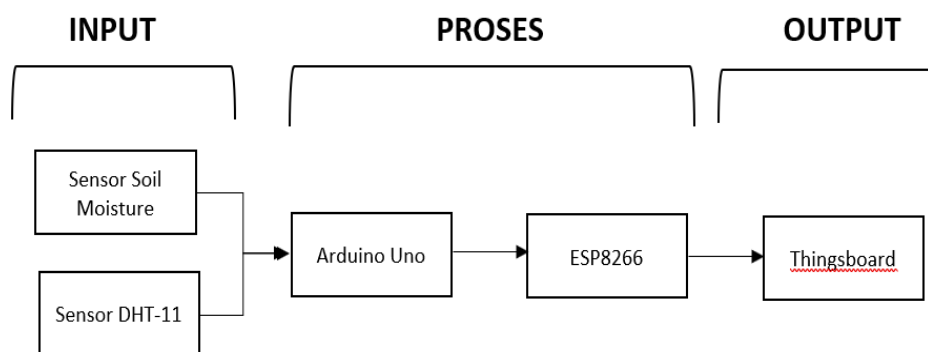 INPUT
PROSES
OUTPUT
Sensor Soil
Moisture
Sensor DHT-11
Arduino Uno
ESP8266
Thingsboard